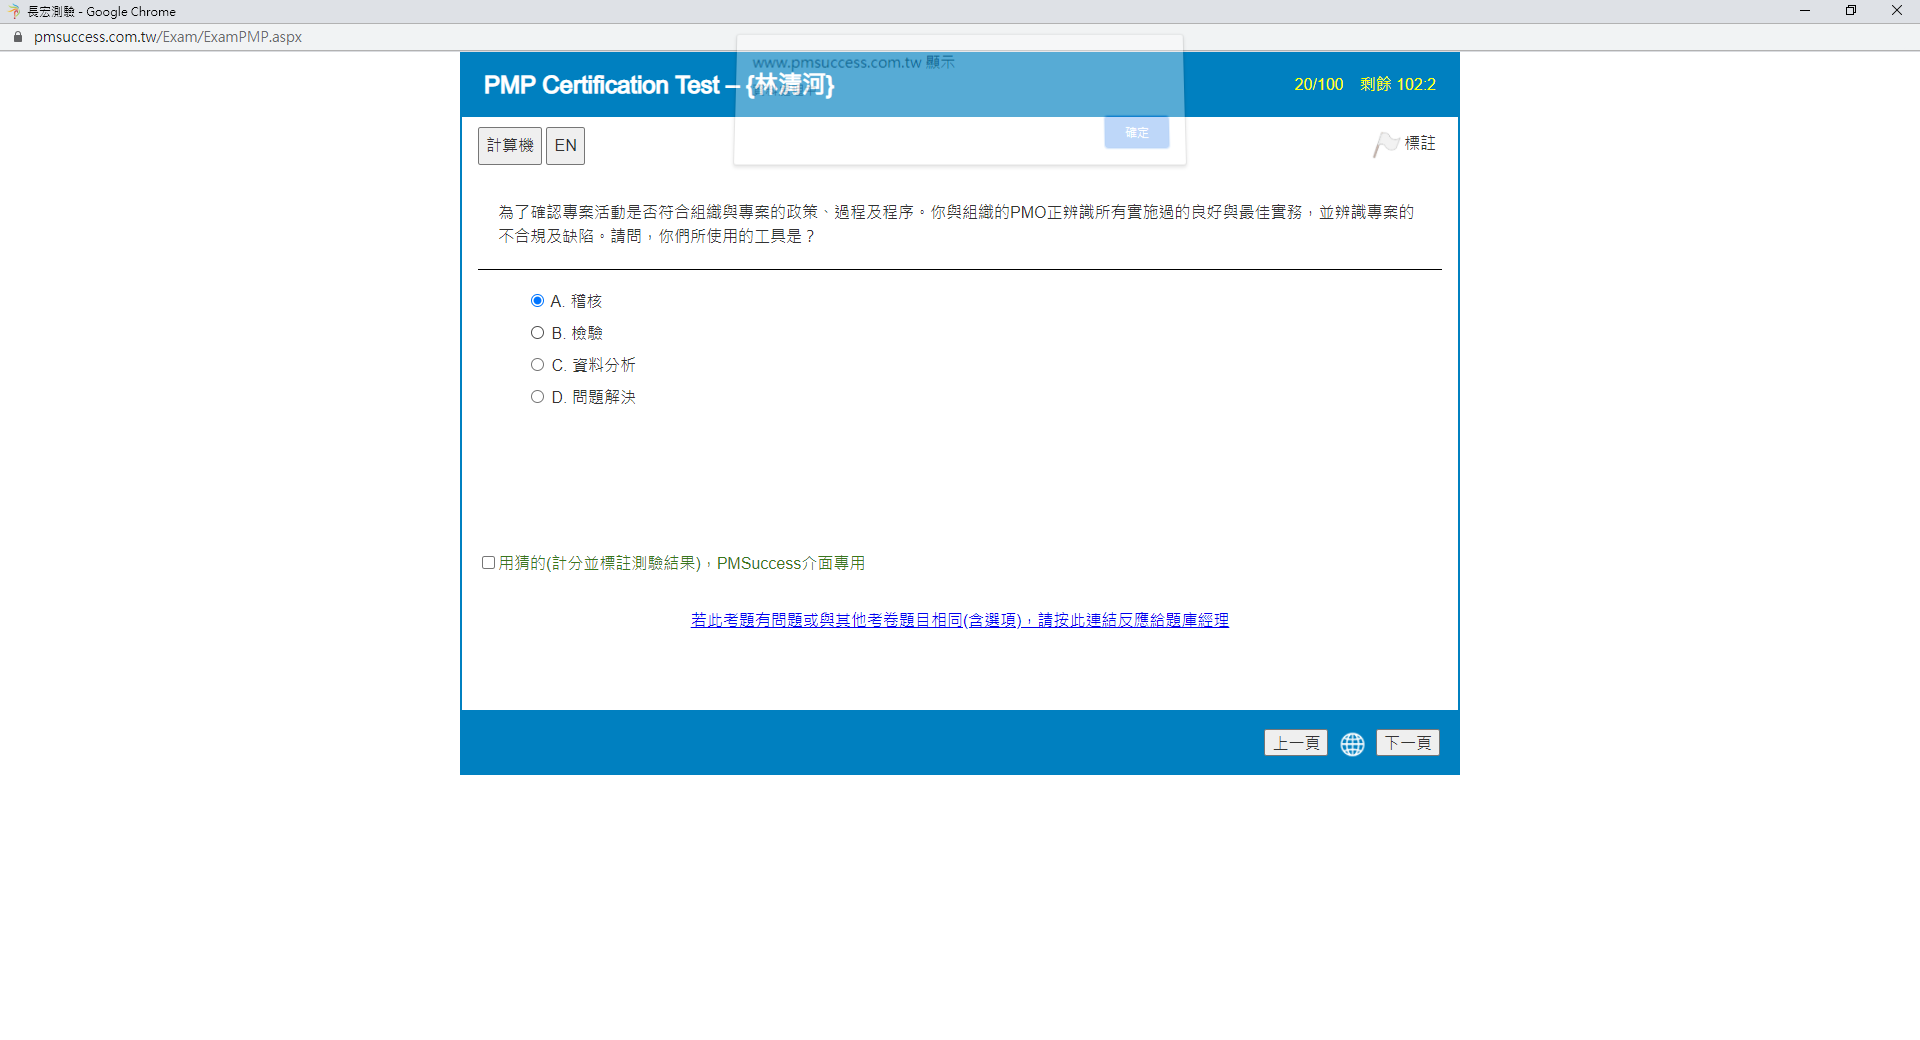 長宏測驗 - Google Chrome
pmsuccess.com.tw/Exam/ExamPMP.aspx
www.pmsuccess.com.tw 顯示
PMP Certification Test – {林清河}
20/100 剩餘 102:2
確定
計算機 EN
標註
為了確認專案活動是否符合組織與專案的政策、過程及程序。你與組織的PMO正辨識所有實施過的良好與最佳實務，並辨識專案的
不合規及缺陷。請問，你們所使用的工具是？
A. 稽核
B. 檢驗
C. 資料分析
D. 問題解決
用猜的(計分並標註測驗結果)，PMSuccess介面專用
若此考題有問題或與其他考卷題目相同(含選項)，請按此連結反應給題庫經理
上一頁 下一頁